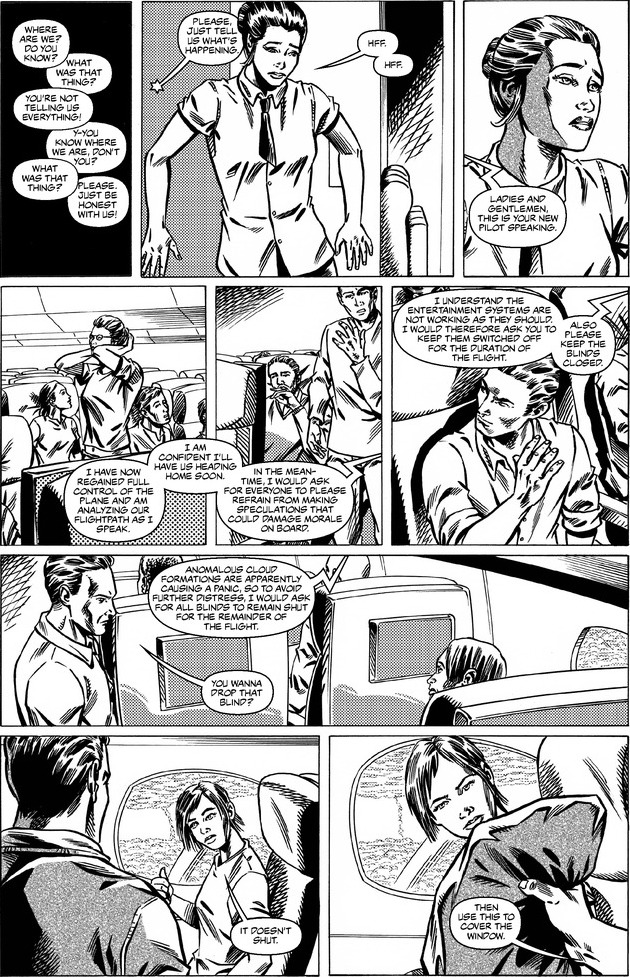 WHERE
ARE WE?
DO YOU
KNOW?
WHAT
WAS THAT
THING?
YOU'RE NOT
TELLING US
EVERYTHING!
Y-YOU
KNOW WHERE
WE ARE, DON'T
YOU?
WHAT
WAS THAT
THING?
PLEASE.
JUST BE
HONEST
WITH US!
PLEASE,
JUST TELL
US WHAT'S
HAPPENING.
HFF.
HFF.
LADIES AND
GENTLEMEN,
THIS IS YOUR NEW
PILOT SPEAKING.
I HAVE NOW
REGAINED FULL
CONTROL OF THE
PLANE AND AM
ANALYZING OUR
FLIGHTPATH AS I
SPEAK.
I AM
CONFIDENT I'LL
HAVE US HEADING
HOME SOON.
IN THE MEAN-
TIME, I WOULD ASK
FOR EVERYONE TO PLEASE
REFRAIN FROM MAKING
SPECULATIONS THAT
COULD DAMAGE MORALE
ON BOARD.
I UNDERSTAND THE
ENTERTAINMENT SYSTEMS ARE
NOT WORKING AS THEY SHOULD.
I WOULD THEREFORE ASK YOU TO
KEEP THEM SWITCHED OFF
FOR THE DURATION OF
THE FLIGHT.
ALSO
PLEASE
KEEP THE
BLINDS
CLOSED.
ANOMALOUS CLOUD
FORMATIONS ARE APPARENTLY
CAUSING A PANIC, SO TO AVOID
FURTHER DISTRESS, I WOULD ASK
FOR ALL BLINDS TO REMAIN SHUT
FOR THE REMAINDER OF
THE FLIGHT.
YOU WANNA
DROP THAT
BLIND?
IT DOESN'T
SHUT.
THEN
USE THIS TO
COVER THE
WINDOW.